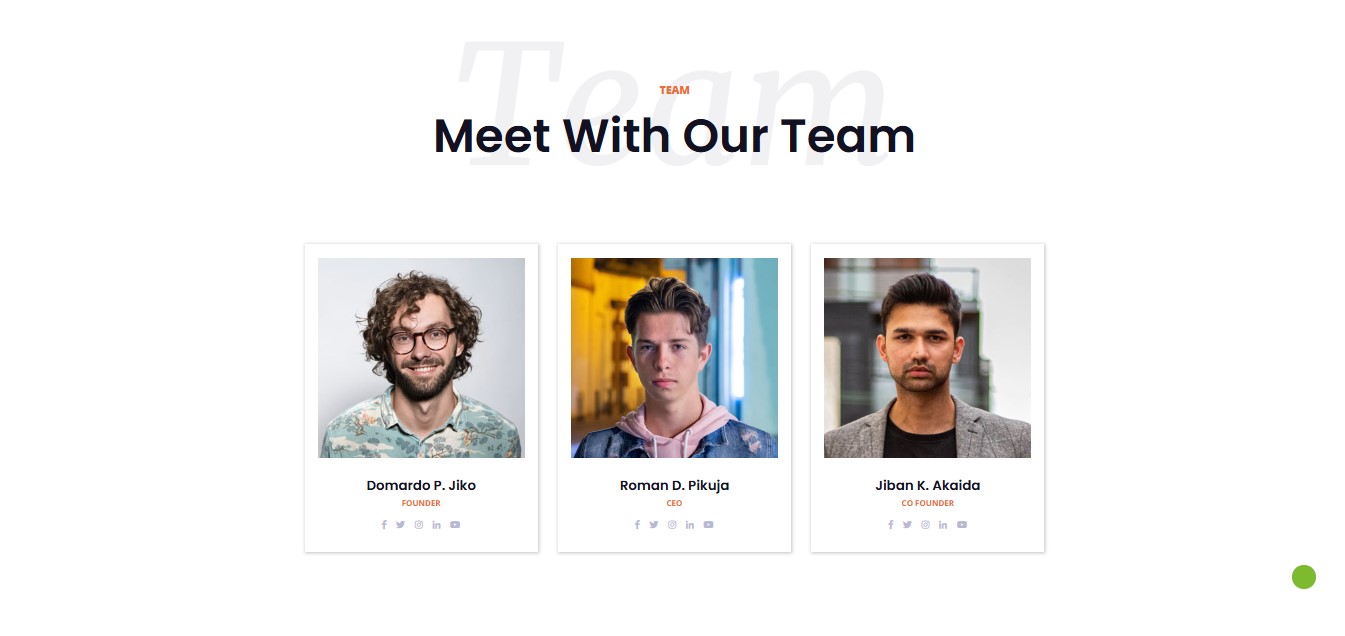 Team
TEAM
Meet With Our Team
Domardo P. Jiko
FOUNDER
Roman D. Pikuja
CEO
Jiban K. Akaida
CO FOUNDER